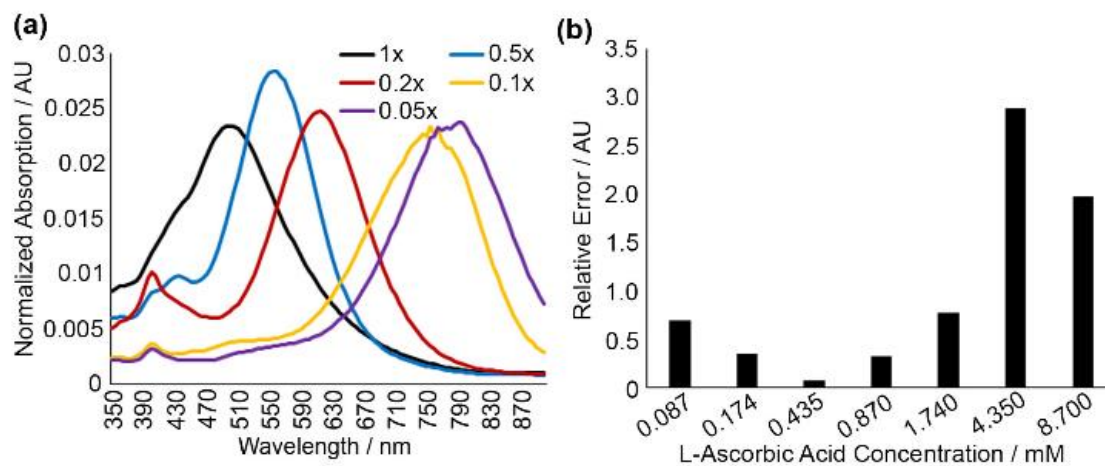 (a)
Normalized Absorption / AU
0.03
0.025
0.02
0.015
0.01
0.005
0
1x
0.5x
0.2x
0.1x
0.05x
350 390 430 470 510 550 590 630 670 710 750 790 830 870
Wavelength / nm
(b)
Relative Error / AU
3.5
3.0
2.5
2.0
1.5
1.0
0.5
0
0.087 0.174 0.435 0.870 1.740 4.350 8.700
L-Ascorbic Acid Concentration / mM